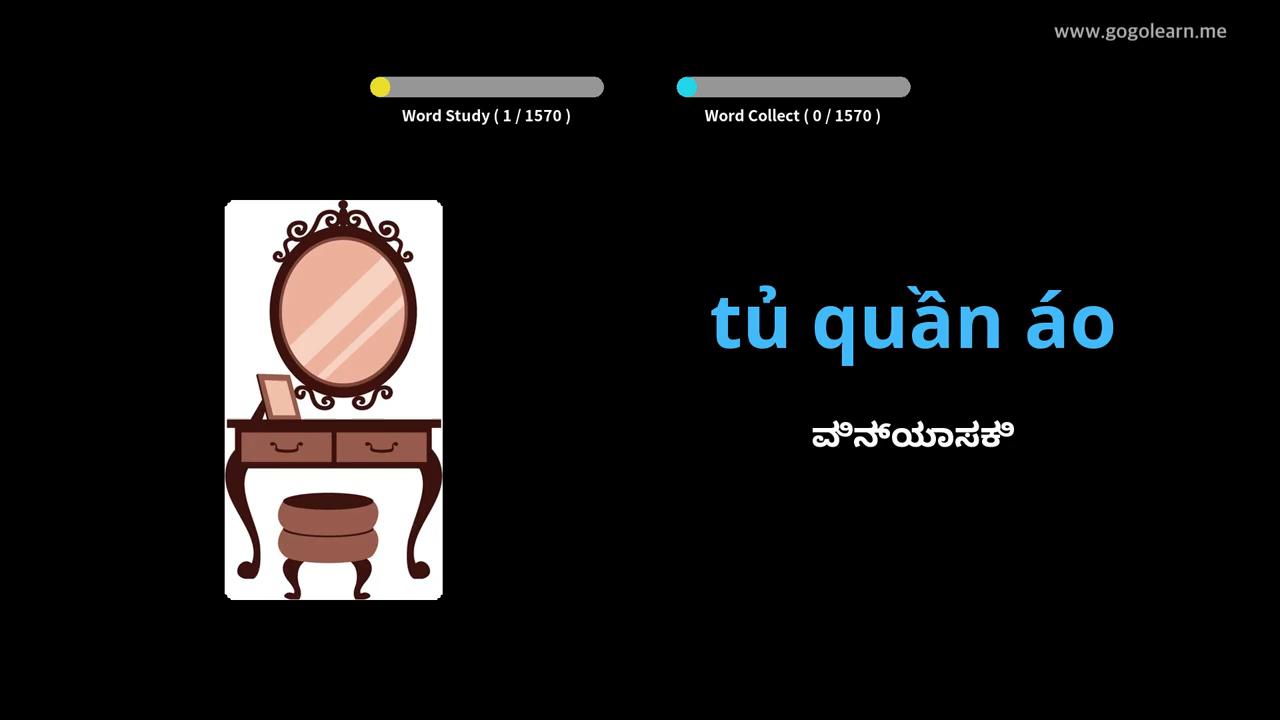 www.gogolearn.me
Word Study ( 1 / 1570 )
Word Collect ( 0 / 1570 )
tủ quần áo
ವಿನ್ಯಾಸಕಿ